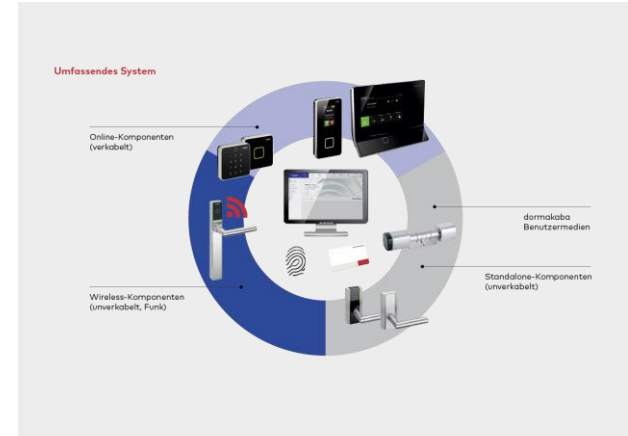 Umfassendes System
Online-Komponenten
(verkabelt)
dormakaba
Benutzermedien
Standalone-Komponenten
(unverkabelt)
Wireless-Komponenten
(unverkabelt, Funk)